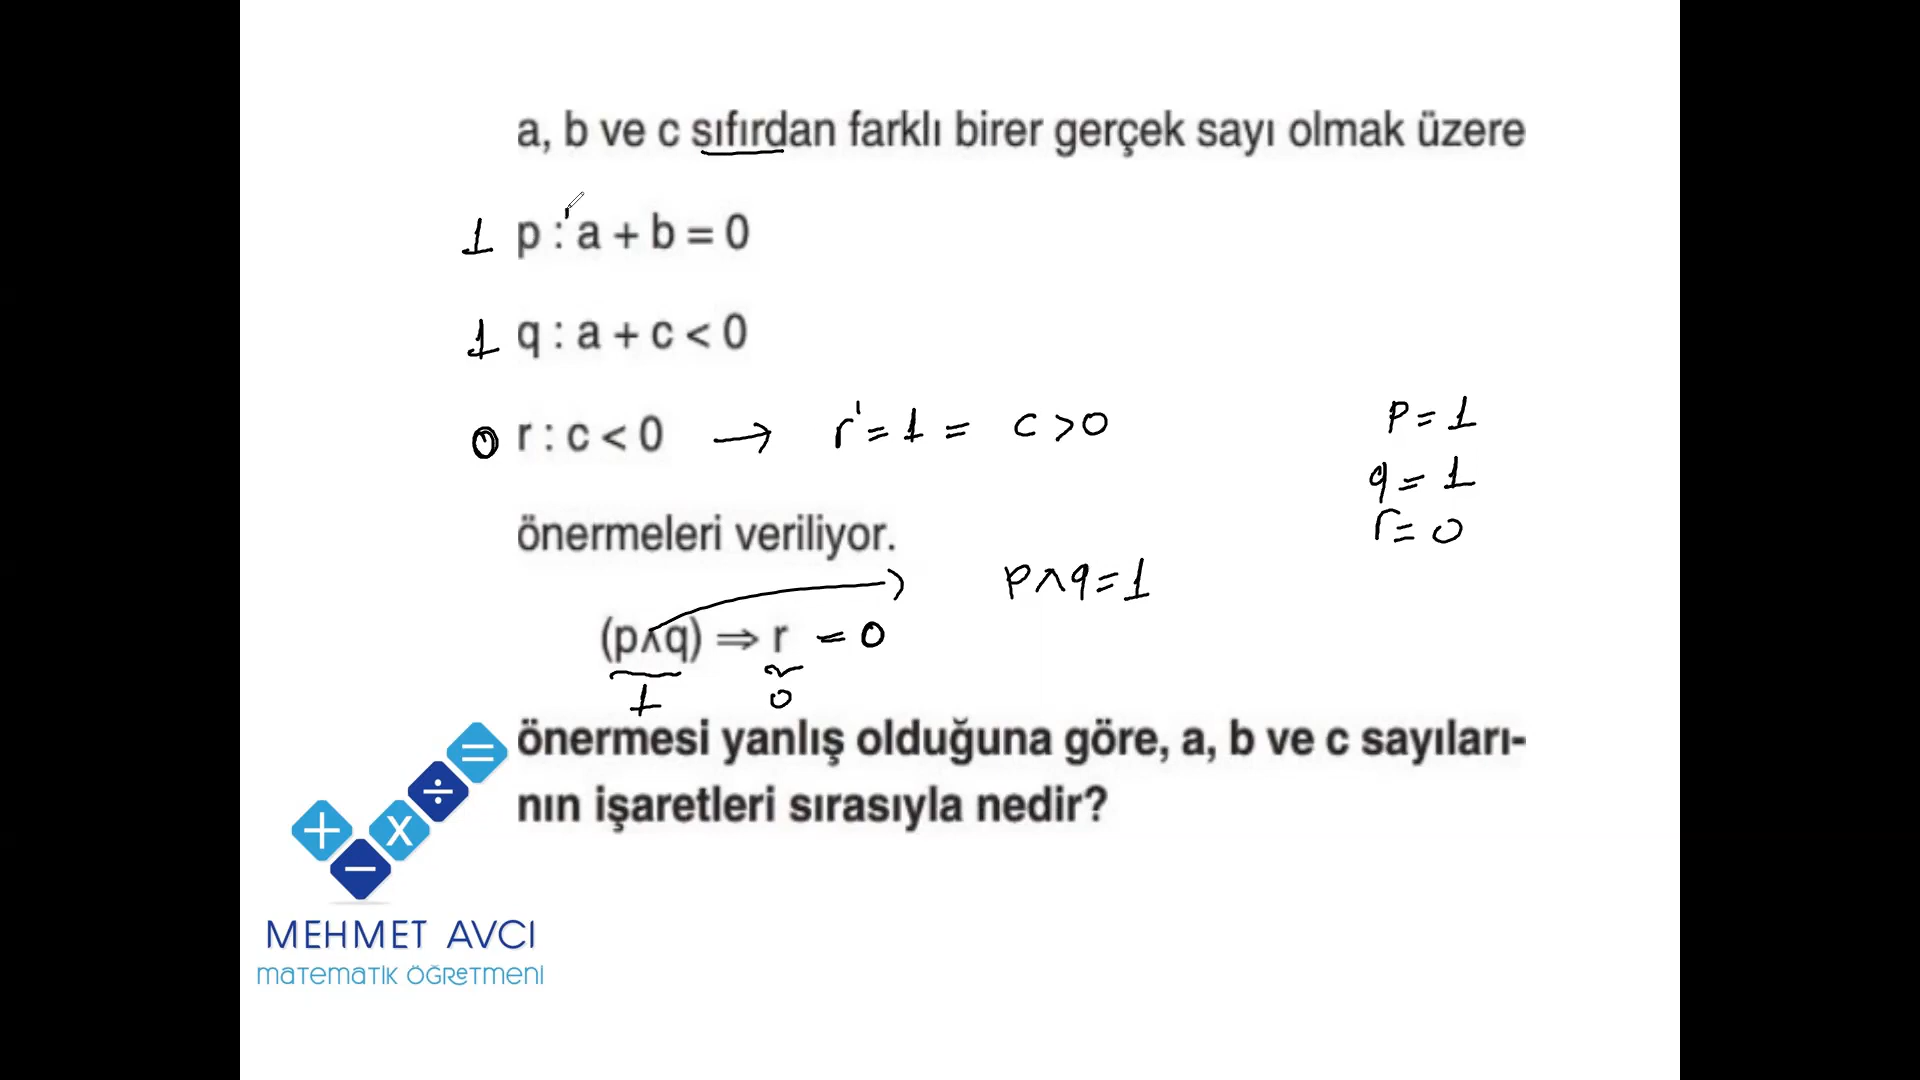 a, b ve c sıfırdan farklı birer gerçek sayı olmak üzere
1 p : a + b = 0
1 q : a + c < 0
0 r : c < 0 → r' = 1 = c > 0
p = 1
q = 1
r = 0
önermeleri veriliyor.
p ∧ q = 1
(p∧q) ⇒ r = 0
1 0
önermesi yanlış olduğuna göre, a, b ve c sayıları-
nın işaretleri sırasıyla nedir?
= ÷ + x −
MEHMET AVCI
matematik öğretmeni